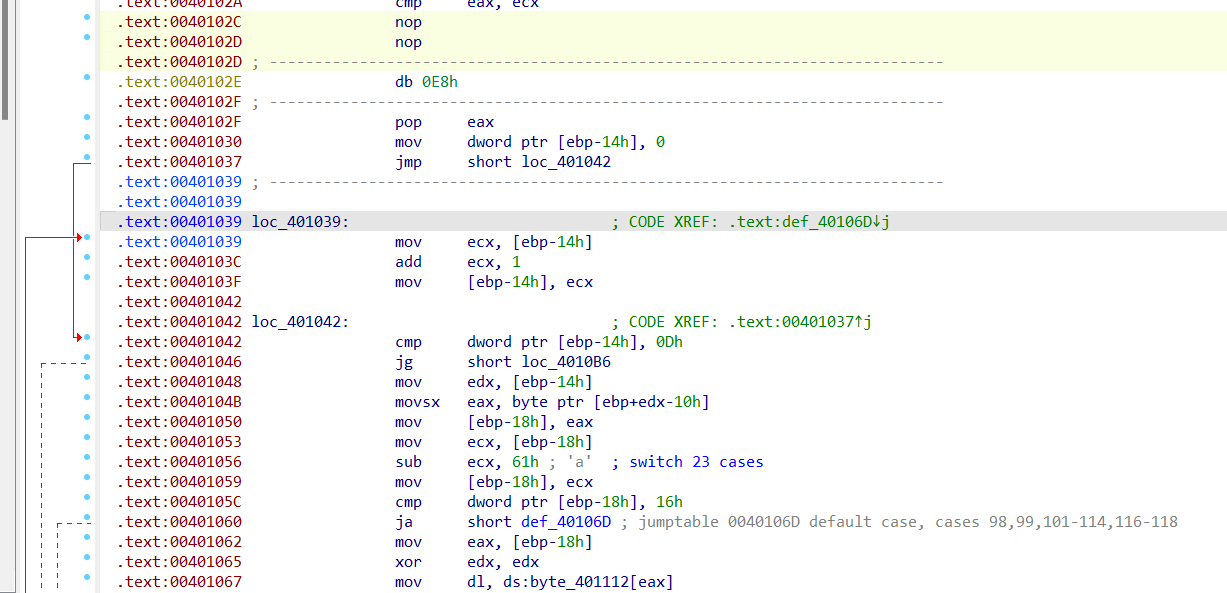 .text:0040102A cmp eax, ecx
.text:0040102C nop
.text:0040102D nop
.text:0040102D ; ---------------------------------------------------------------------------
.text:0040102E db 0E8h
.text:0040102F ; ---------------------------------------------------------------------------
.text:0040102F pop eax
.text:00401030 mov dword ptr [ebp-14h], 0
.text:00401037 jmp short loc_401042
.text:00401039 ; ---------------------------------------------------------------------------
.text:00401039
.text:00401039 loc_401039: ; CODE XREF: .text:def_40106D↓j
.text:00401039 mov ecx, [ebp-14h]
.text:0040103C add ecx, 1
.text:0040103F mov [ebp-14h], ecx
.text:00401042
.text:00401042 loc_401042: ; CODE XREF: .text:00401037↑j
.text:00401042 cmp dword ptr [ebp-14h], 0Dh
.text:00401046 jg short loc_4010B6
.text:00401048 mov edx, [ebp-14h]
.text:0040104B movsx eax, byte ptr [ebp+edx-10h]
.text:00401050 mov [ebp-18h], eax
.text:00401053 mov ecx, [ebp-18h]
.text:00401056 sub ecx, 61h ; 'a' ; switch 23 cases
.text:00401059 mov [ebp-18h], ecx
.text:0040105C cmp dword ptr [ebp-18h], 16h
.text:00401060 ja short def_40106D ; jumptable 0040106D default case, cases 98,99,101-114,116-118
.text:00401062 mov eax, [ebp-18h]
.text:00401065 xor edx, edx
.text:00401067 mov dl, ds:byte_401112[eax]